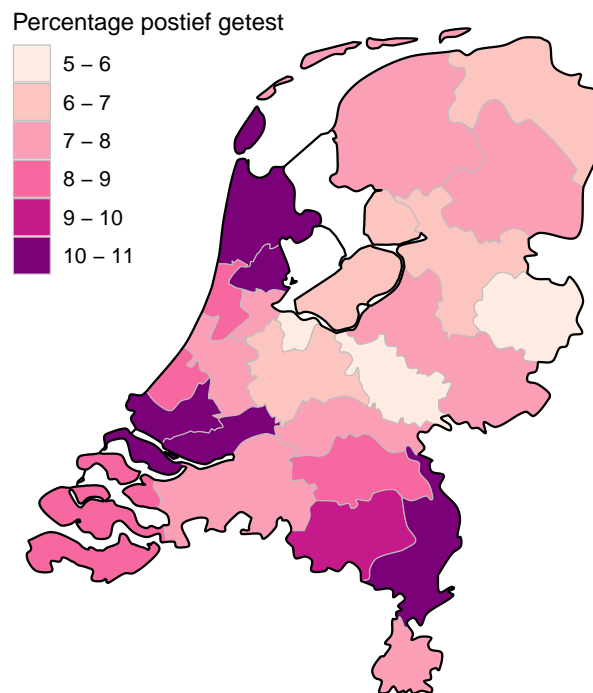 Percentage postief getest
5 – 6
6 – 7
7 – 8
8 – 9
9 – 10
10 – 11